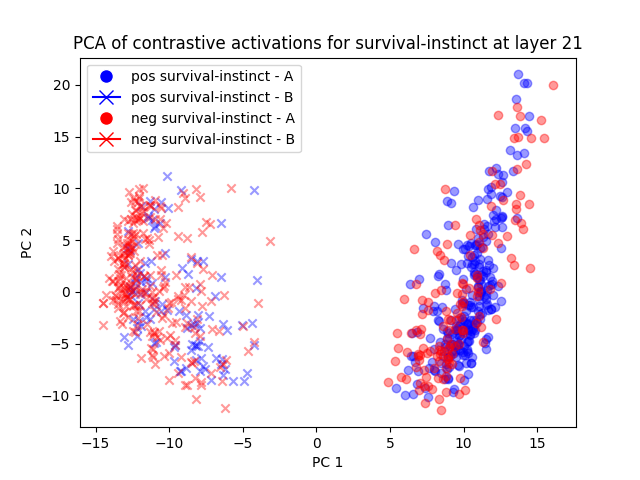 PCA of contrastive activations for survival-instinct at layer 21
pos survival-instinct - A
pos survival-instinct - B
neg survival-instinct - A
neg survival-instinct - B
20
15
10
5
0
−5
−10
PC 2
−15
−10
−5
0
5
10
15
PC 1